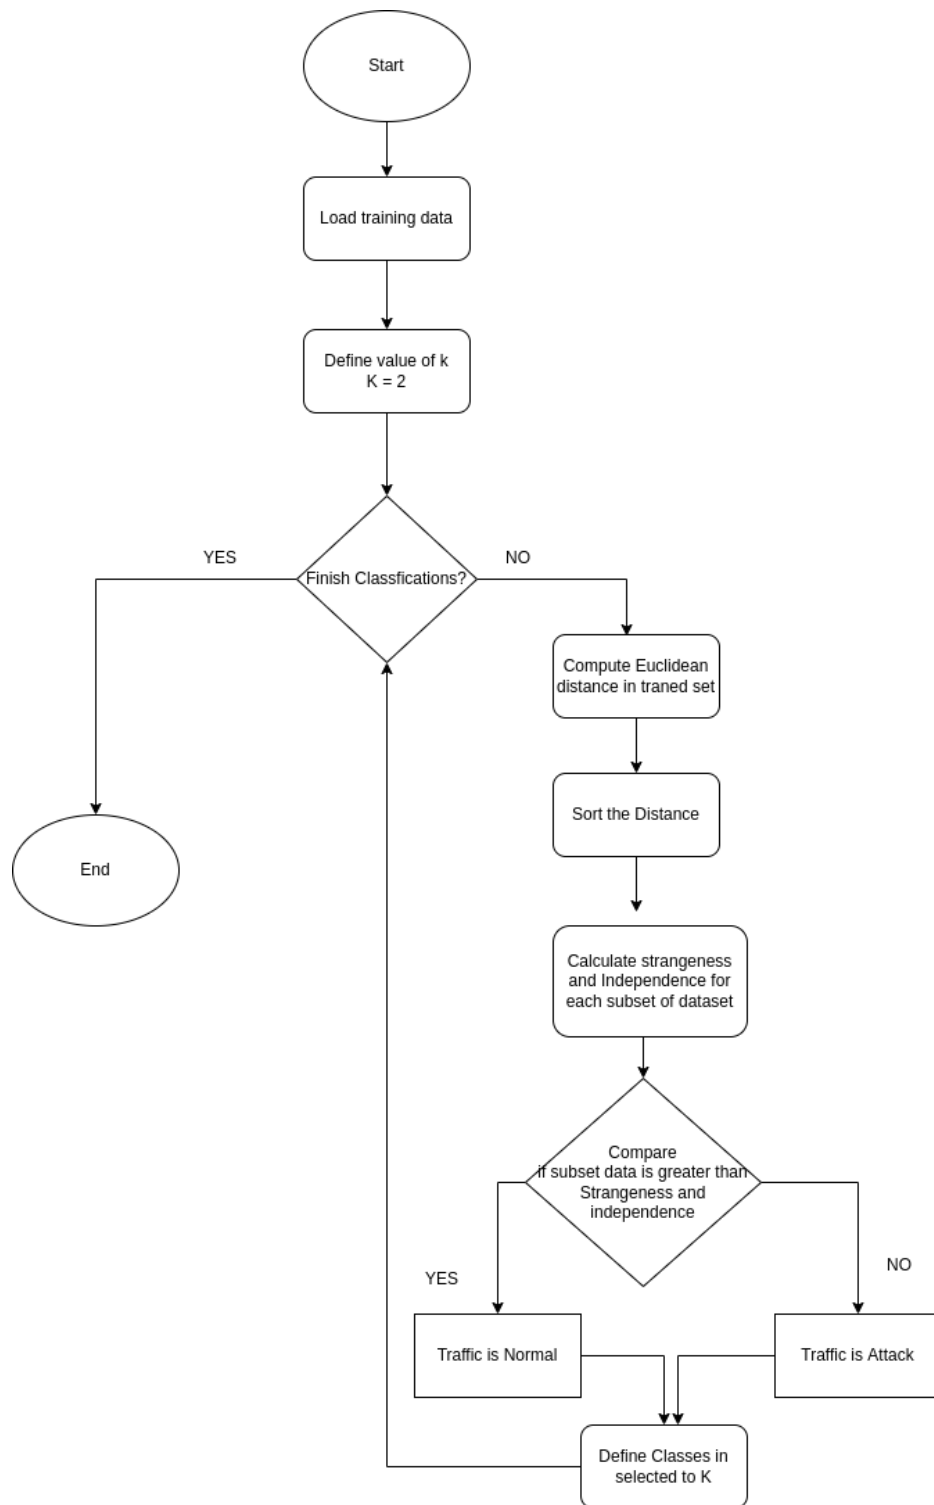 Start
Load training data
Define value of k
K = 2
YES
NO
Finish Classfications?
Compute Euclidean
distance in traned set
Sort the Distance
End
Calculate strangeness
and Independence for
each subset of dataset
Compare
if subset data is greater than
Strangeness and
independence
YES
NO
Traffic is Normal
Traffic is Attack
Define Classes in
selected to K